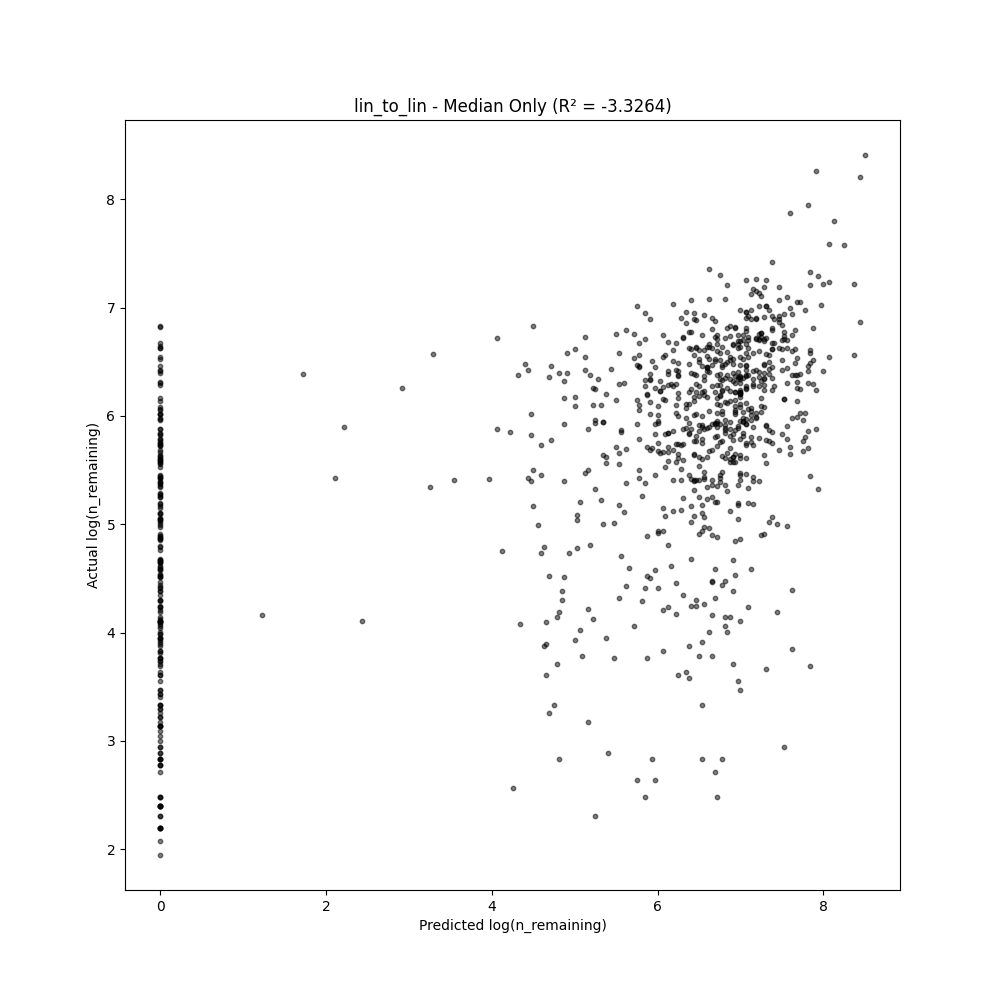 lin_to_lin - Median Only (R² = -3.3264)
8
7
6
5
4
3
2
Actual log(n_remaining)
0 2 4 6 8
Predicted log(n_remaining)